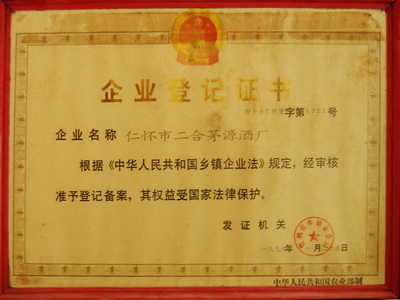 企业登记证书
字第 号
企业名称 仁怀市二合茅源酒厂
根据《中华人民共和国乡镇企业法》规定，经审核
准予登记备案，其权益受国家法律保护。
发证机关
一九九 年 月 日
中华人民共和国农业部制